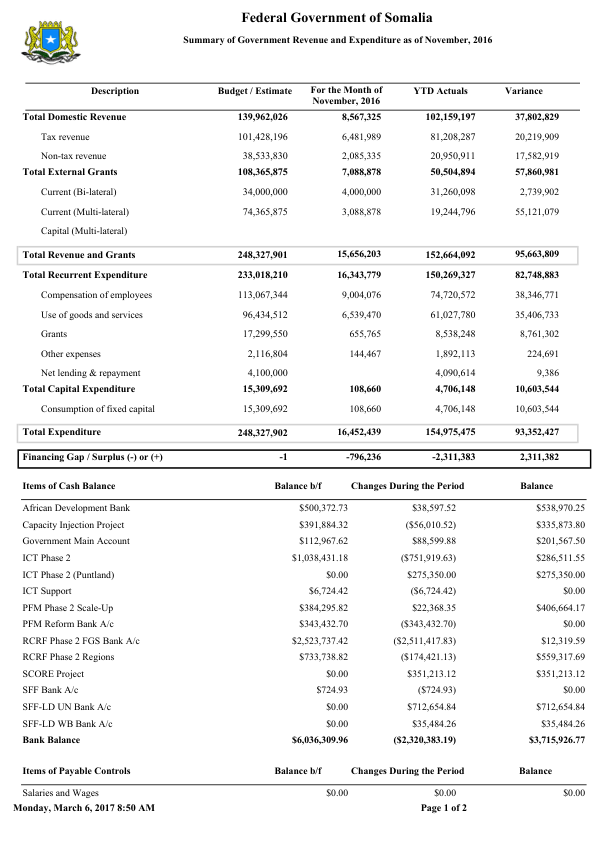 Federal Government of Somalia
Summary of Government Revenue and Expenditure as of November, 2016
Description Budget / Estimate For the Month of November, 2016 YTD Actuals Variance
Total Domestic Revenue 139,962,026 8,567,325 102,159,197 37,802,829
Tax revenue 101,428,196 6,481,989 81,208,287 20,219,909
Non-tax revenue 38,533,830 2,085,335 20,950,911 17,582,919
Total External Grants 108,365,875 7,088,878 50,504,894 57,860,981
Current (Bi-lateral) 34,000,000 4,000,000 31,260,098 2,739,902
Current (Multi-lateral) 74,365,875 3,088,878 19,244,796 55,121,079
Capital (Multi-lateral)
Total Revenue and Grants 248,327,901 15,656,203 152,664,092 95,663,809
Total Recurrent Expenditure 233,018,210 16,343,779 150,269,327 82,748,883
Compensation of employees 113,067,344 9,004,076 74,720,572 38,346,771
Use of goods and services 96,434,512 6,539,470 61,027,780 35,406,733
Grants 17,299,550 655,765 8,538,248 8,761,302
Other expenses 2,116,804 144,467 1,892,113 224,691
Net lending & repayment 4,100,000 4,090,614 9,386
Total Capital Expenditure 15,309,692 108,660 4,706,148 10,603,544
Consumption of fixed capital 15,309,692 108,660 4,706,148 10,603,544
Total Expenditure 248,327,902 16,452,439 154,975,475 93,352,427
Financing Gap / Surplus (-) or (+) -1 -796,236 -2,311,383 2,311,382
Items of Cash Balance Balance b/f Changes During the Period Balance
African Development Bank $500,372.73 $38,597.52 $538,970.25
Capacity Injection Project $391,884.32 ($56,010.52) $335,873.80
Government Main Account $112,967.62 $88,599.88 $201,567.50
ICT Phase 2 $1,038,431.18 ($751,919.63) $286,511.55
ICT Phase 2 (Puntland) $0.00 $275,350.00 $275,350.00
ICT Support $6,724.42 ($6,724.42) $0.00
PFM Phase 2 Scale-Up $384,295.82 $22,368.35 $406,664.17
PFM Reform Bank A/c $343,432.70 ($343,432.70) $0.00
RCRF Phase 2 FGS Bank A/c $2,523,737.42 ($2,511,417.83) $12,319.59
RCRF Phase 2 Regions $733,738.82 ($174,421.13) $559,317.69
SCORE Project $0.00 $351,213.12 $351,213.12
SFF Bank A/c $724.93 ($724.93) $0.00
SFF-LD UN Bank A/c $0.00 $712,654.84 $712,654.84
SFF-LD WB Bank A/c $0.00 $35,484.26 $35,484.26
Bank Balance $6,036,309.96 ($2,320,383.19) $3,715,926.77
Items of Payable Controls Balance b/f Changes During the Period Balance
Salaries and Wages $0.00 $0.00 $0.00
Monday, March 6, 2017 8:50 AM Page 1 of 2